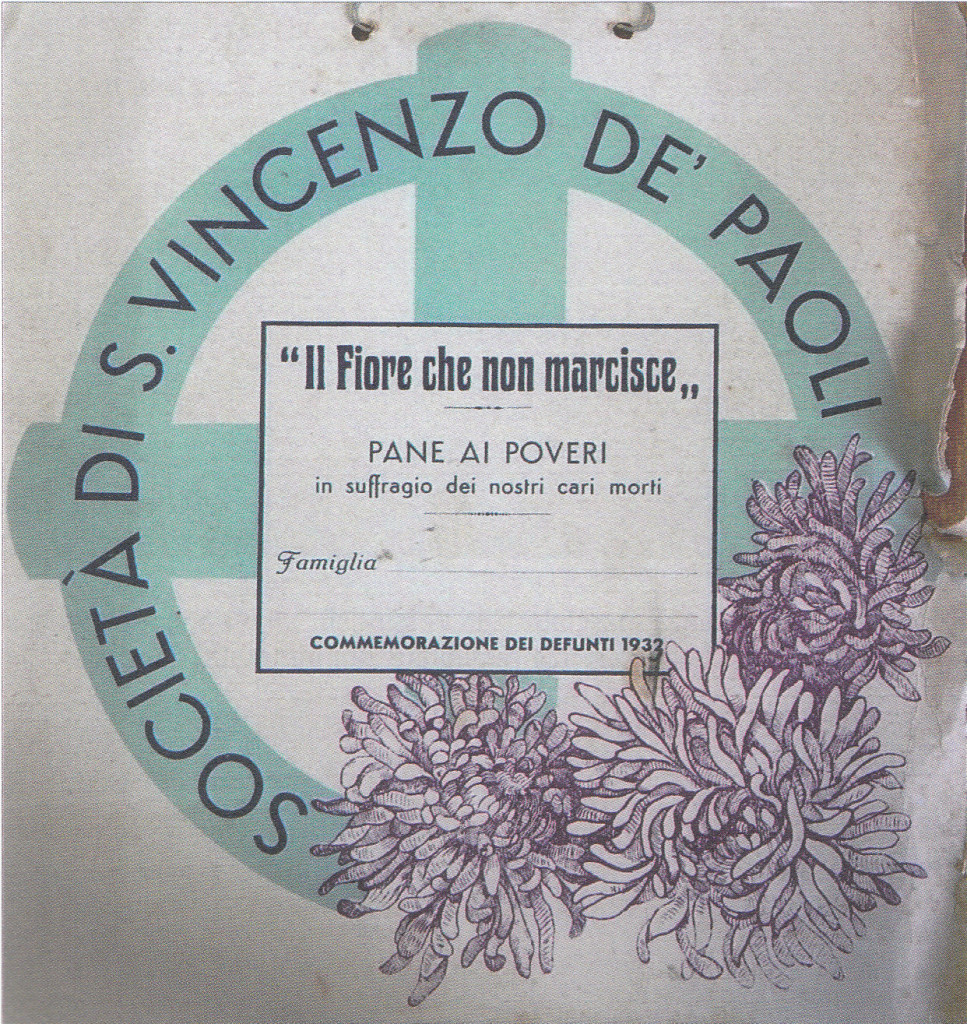 SOCIETÀ DI S. VINCENZO DE' PAOLI
“Il Fiore che non marcisce„
PANE AI POVERI
in suffragio dei nostri cari morti
Famiglia
COMMEMORAZIONE DEI DEFUNTI 1932